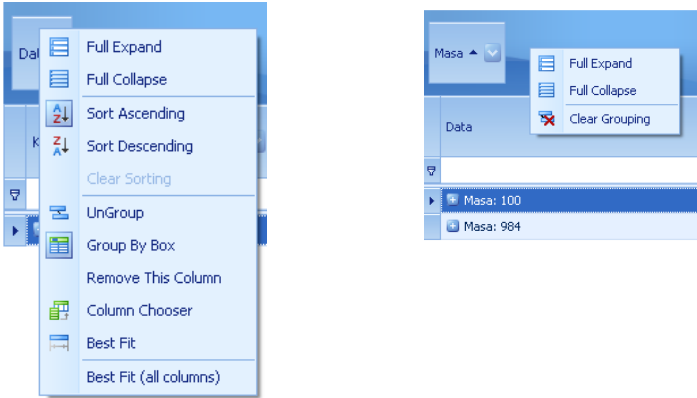 Full Expand
Full Collapse
Sort Ascending
Sort Descending
Clear Sorting
UnGroup
Group By Box
Remove This Column
Column Chooser
Best Fit
Best Fit (all columns)
Masa
Full Expand
Full Collapse
Clear Grouping
Data
Masa: 100
Masa: 984